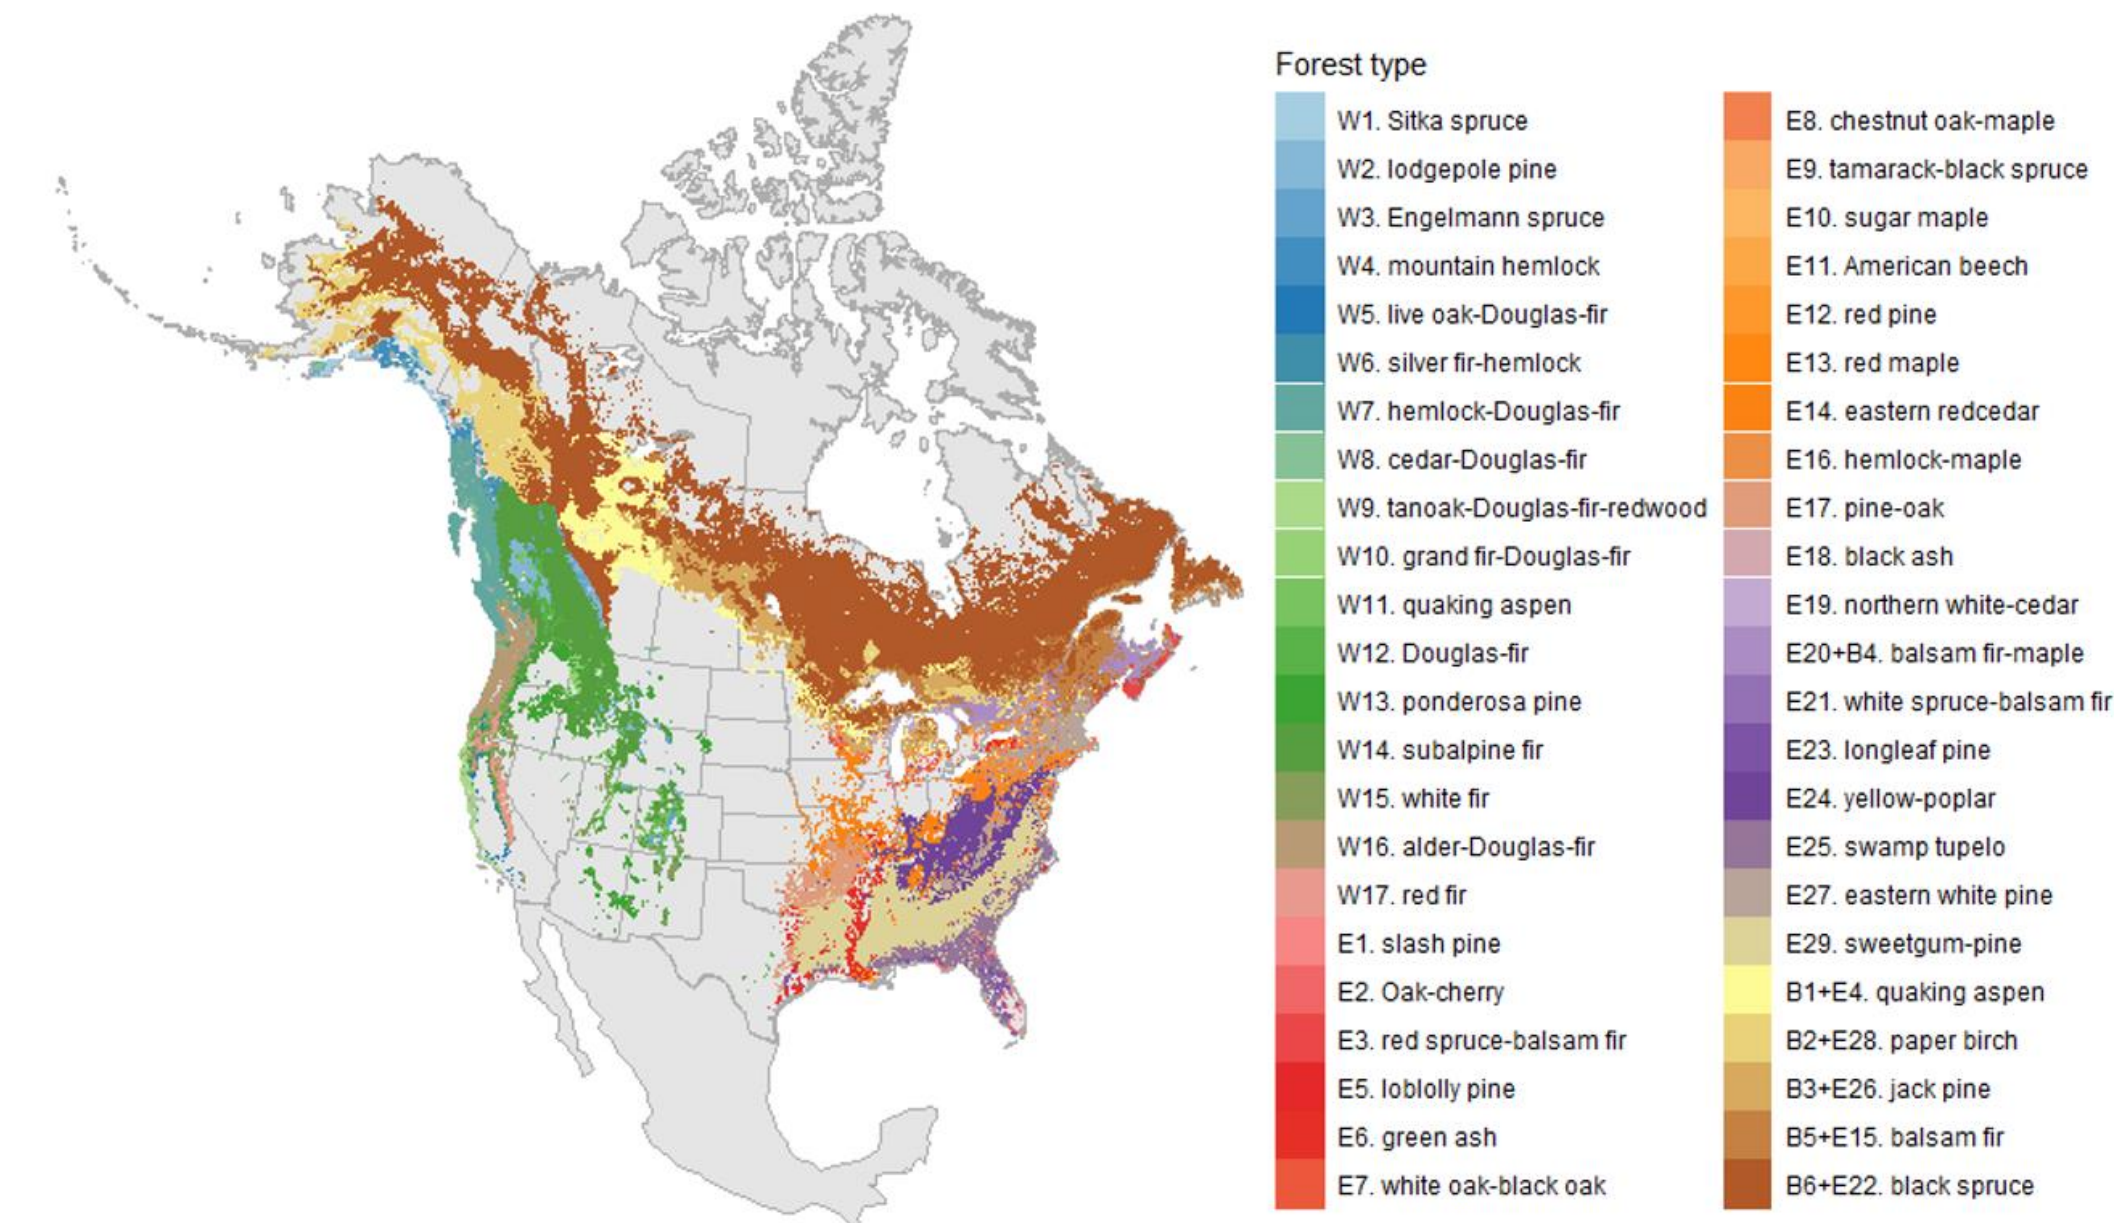 Forest type
W1. Sitka spruce
W2. lodgepole pine
W3. Engelmann spruce
W4. mountain hemlock
W5. live oak-Douglas-fir
W6. silver fir-hemlock
W7. hemlock-Douglas-fir
W8. cedar-Douglas-fir
W9. tanoak-Douglas-fir-redwood
W10. grand fir-Douglas-fir
W11. quaking aspen
W12. Douglas-fir
W13. ponderosa pine
W14. subalpine fir
W15. white fir
W16. alder-Douglas-fir
W17. red fir
E1. slash pine
E2. Oak-cherry
E3. red spruce-balsam fir
E5. loblolly pine
E6. green ash
E7. white oak-black oak
E8. chestnut oak-maple
E9. tamarack-black spruce
E10. sugar maple
E11. American beech
E12. red pine
E13. red maple
E14. eastern redcedar
E16. hemlock-maple
E17. pine-oak
E18. black ash
E19. northern white-cedar
E20+B4. balsam fir-maple
E21. white spruce-balsam fir
E23. longleaf pine
E24. yellow-poplar
E25. swamp tupelo
E27. eastern white pine
E29. sweetgum-pine
B1+E4. quaking aspen
B2+E28. paper birch
B3+E26. jack pine
B5+E15. balsam fir
B6+E22. black spruce